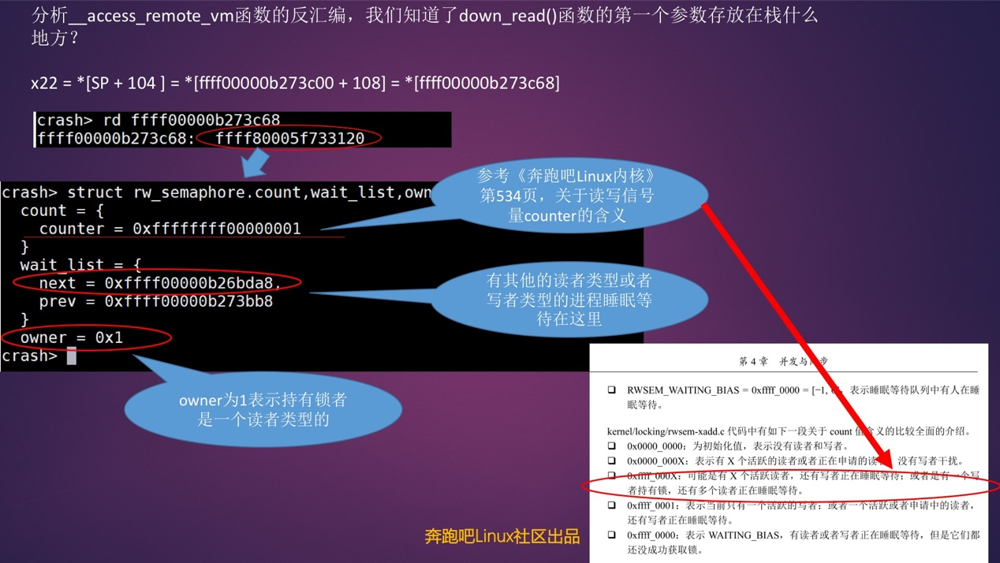 分析__access_remote_vm函数的反汇编，我们知道了down_read()函数的第一个参数存放在栈什么
地方？
x22 = *[SP + 104 ] = *[ffff00000b273c00 + 108] = *[ffff00000b273c68]
crash> rd ffff00000b273c68
ffff00000b273c68: ffff80005f733120
crash> struct rw_semaphore.count,wait_list,own
count = {
counter = 0xffffffff00000001
}
wait_list = {
next = 0xffff00000b26bda8,
prev = 0xffff00000b273bb8
}
owner = 0x1
crash>
参考《奔跑吧Linux内核》
第534页，关于读写信号
量counter的含义
有其他的读者类型或者
写者类型的进程睡眠等
待在这里
owner为1表示持有锁者
是一个读者类型的
第 4 章 并发与同步
❑ RWSEM_WAITING_BIAS = 0xffff_0000 = [−1, 0]，表示睡眠等待队列中有人在睡
眠等待。
kernel/locking/rwsem-xadd.c 代码中有如下一段关于 count 值含义的比较全面的介绍。
❑ 0x0000_0000：为初始化值，表示没有读者和写者。
❑ 0x0000_000X：表示有 X 个活跃的读者或者正在申请的读者，没有写者干扰。
❑ 0xffff_000X：可能是有 X 个活跃读者，还有写者正在睡眠等待；或者是有一个写
者持有锁，还有多个读者正在睡眠等待。
❑ 0xffff_0001：表示当前只有一个活跃的写者；或者一个活跃或者申请中的读者，
还有写者正在睡眠等待。
❑ 0xffff_0000：表示 WAITING_BIAS，有读者或者写者正在睡眠等待，但是它们都
还没成功获取锁。
奔跑吧Linux社区出品